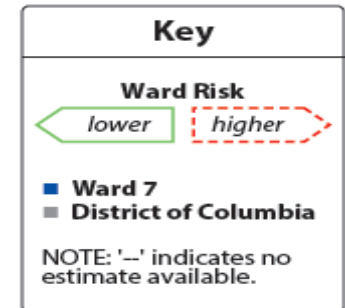 Key
Ward Risk
lower higher
Ward 7
District of Columbia
NOTE: '--' indicates no
estimate available.